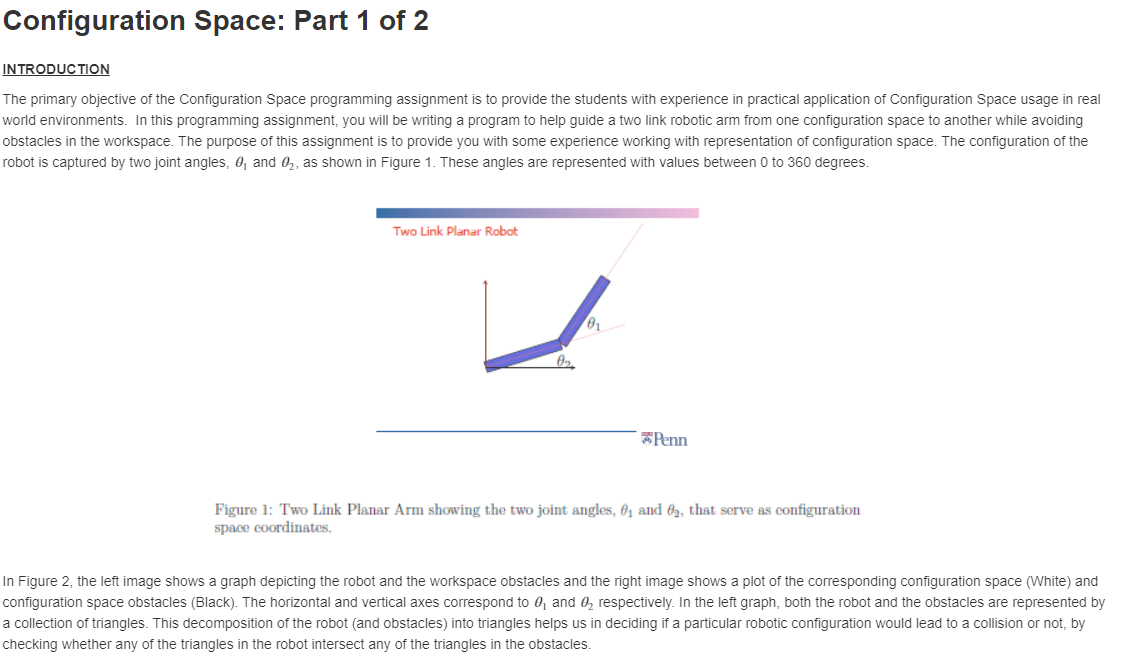 Configuration Space: Part 1 of 2
INTRODUCTION
The primary objective of the Configuration Space programming assignment is to provide the students with experience in practical application of Configuration Space usage in real
world environments.  In this programming assignment, you will be writing a program to help guide a two link robotic arm from one configuration space to another while avoiding
obstacles in the workspace. The purpose of this assignment is to provide you with some experience working with representation of configuration space. The configuration of the
robot is captured by two joint angles, θ₁ and θ₂, as shown in Figure 1. These angles are represented with values between 0 to 360 degrees.
Two Link Planar Robot
θ₁
θ₂
Penn
Figure 1: Two Link Planar Arm showing the two joint angles, θ₁ and θ₂, that serve as configuration
space coordinates.
In Figure 2, the left image shows a graph depicting the robot and the workspace obstacles and the right image shows a plot of the corresponding configuration space (White) and
configuration space obstacles (Black). The horizontal and vertical axes correspond to θ₁ and θ₂ respectively. In the left graph, both the robot and the obstacles are represented by
a collection of triangles. This decomposition of the robot (and obstacles) into triangles helps us in deciding if a particular robotic configuration would lead to a collision or not, by
checking whether any of the triangles in the robot intersect any of the triangles in the obstacles.